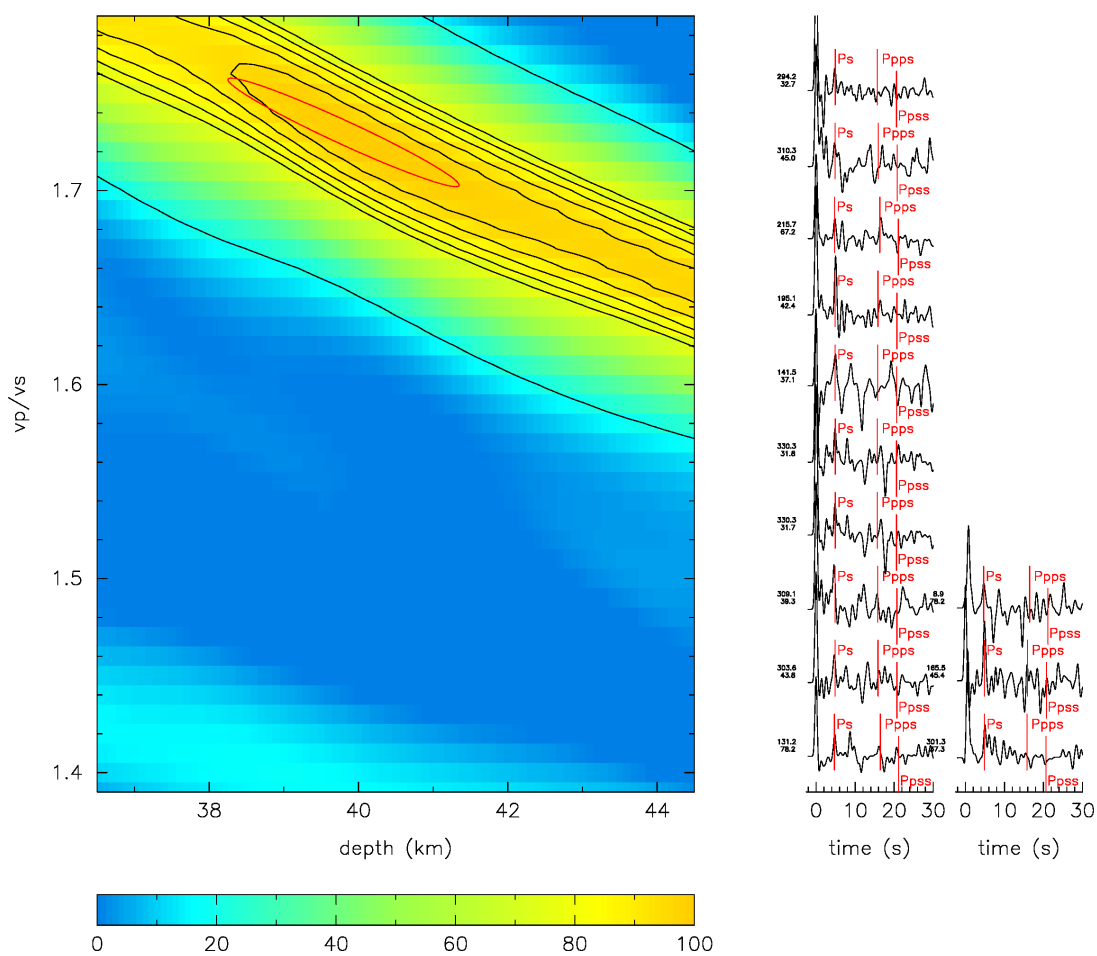 vp/vs
1.7
1.6
1.5
1.4
38
40
42
44
depth (km)
0
20
40
60
80
100
294.2
32.7
Ps
Ppps
Ppss
310.3
45.0
Ps
Ppps
Ppss
215.7
67.2
Ps
Ppps
Ppss
195.1
42.4
Ps
Ppps
Ppss
141.5
37.1
Ps
Ppps
Ppss
330.3
31.8
Ps
Ppps
Ppss
330.3
31.7
Ps
Ppps
Ppss
309.1
39.3
Ps
Ppps
Ppss
303.6
43.8
Ps
Ppps
Ppss
131.2
78.2
Ps
Ppps
Ppss
0
10
20
30
time (s)
8.9
78.2
Ps
Ppps
Ppss
165.5
45.4
Ps
Ppps
Ppss
301.3
Ps
Ppps
Ppss
0
10
20
30
time (s)